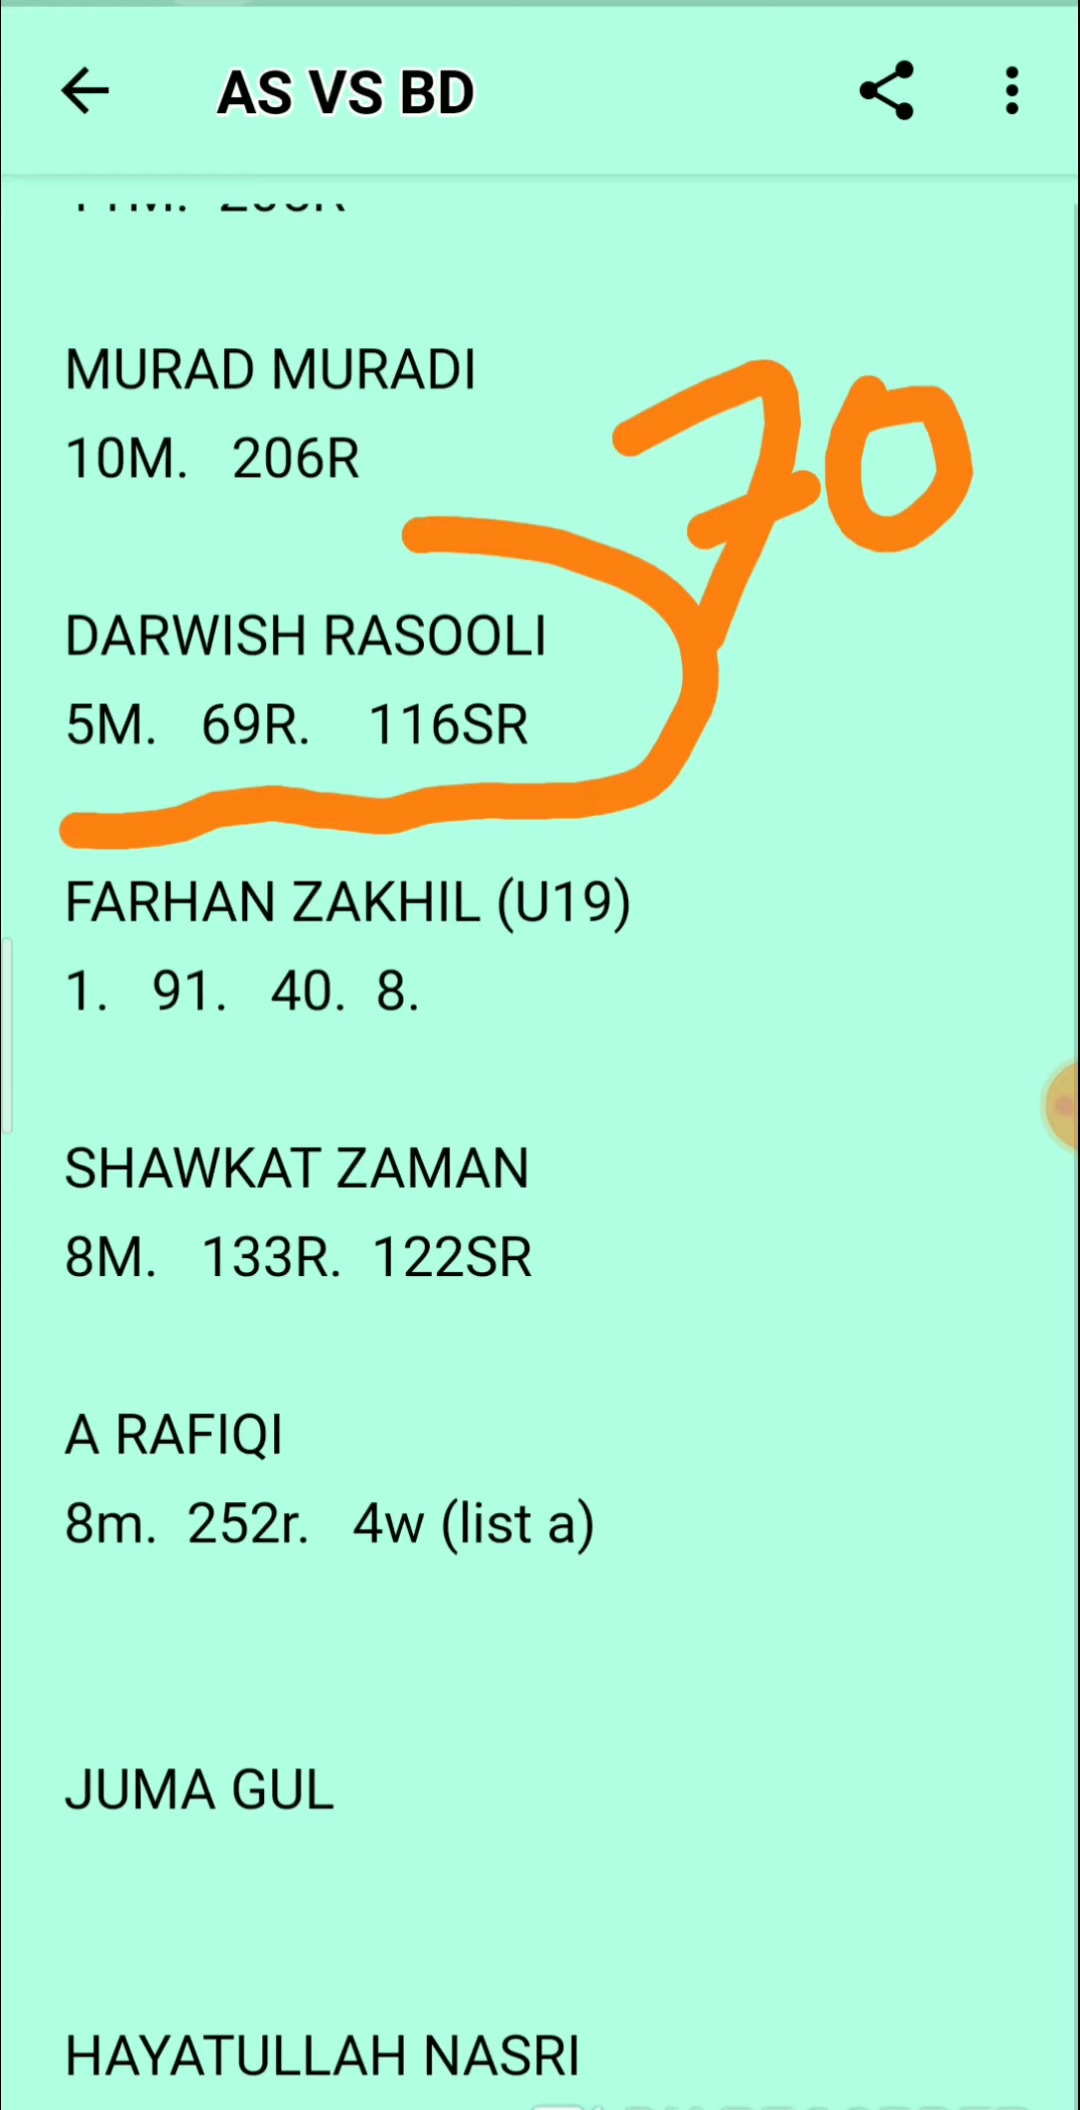 AS VS BD
MURAD MURADI
10M. 206R
70
DARWISH RASOOLI
5M. 69R. 116SR
FARHAN ZAKHIL (U19)
1. 91. 40. 8.
SHAWKAT ZAMAN
8M. 133R. 122SR
A RAFIQI
8m. 252r. 4w (list a)
JUMA GUL
HAYATULLAH NASRI